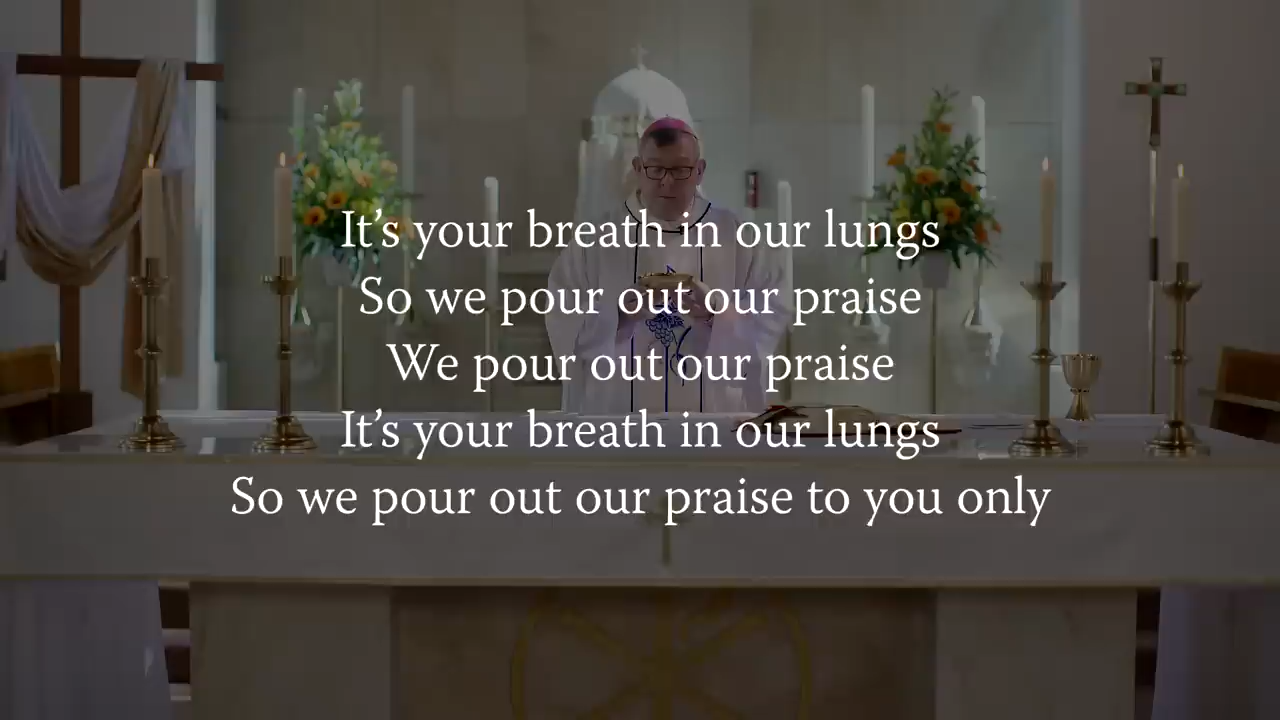 It’s your breath in our lungs
So we pour out our praise
We pour out our praise
It’s your breath in our lungs
So we pour out our praise to you only